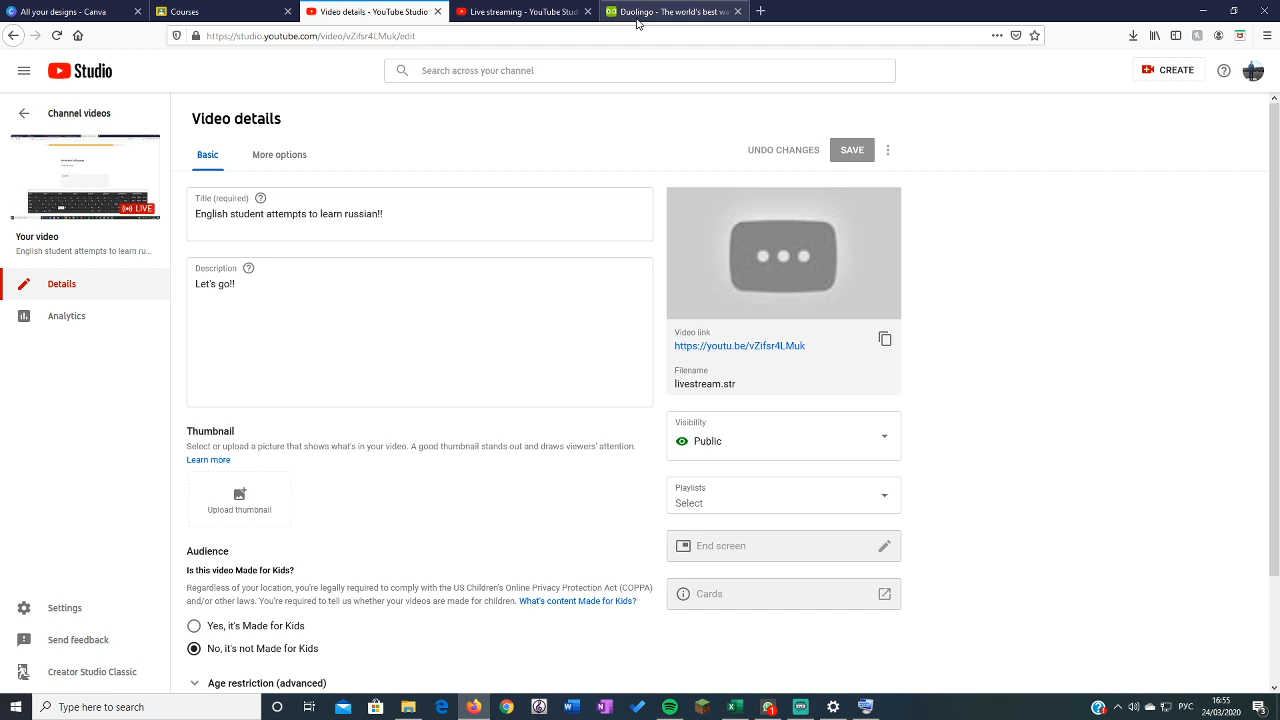 All your designs - Canva
Courses
Video details - YouTube Studio
Live streaming - YouTube Stud
Duolingo - The world's best we
https://studio.youtube.com/video/vZifsr4LMuk/edit
Studio
Search across your channel
CREATE
Channel videos
LIVE
Your video
English student attempts to learn ru...
Details
Analytics
Settings
Send feedback
Creator Studio Classic
Video details
Basic
More options
UNDO CHANGES
SAVE
Title (required)
English student attempts to learn russian!!
Description
Let's go!!
Thumbnail
Select or upload a picture that shows what's in your video. A good thumbnail stands out and draws viewers' attention.
Learn more
Upload thumbnail
Audience
Is this video Made for Kids?
Regardless of your location, you're legally required to comply with the US Children's Online Privacy Protection Act (COPPA)
and/or other laws. You're required to tell us whether your videos are made for children. What's content Made for Kids?
Yes, it's Made for Kids
No, it's not Made for Kids
Age restriction (advanced)
Video link
https://youtu.be/vZifsr4LMuk
Filename
livestream.str
Visibility
Public
Playlists
Select
End screen
Cards
Type here to search
РУС
16:55
24/03/2020